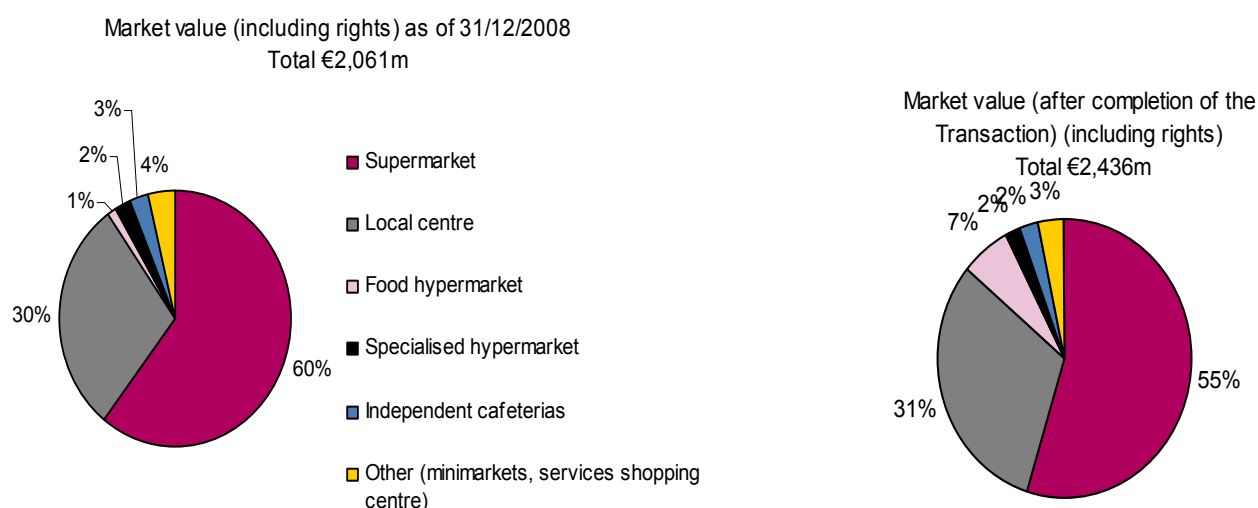 Market value (including rights) as of 31/12/2008
Total €2,061m
3%
2%
4%
1%
30%
60%
Supermarket
Local centre
Food hypermarket
Specialised hypermarket
Independent cafeterias
Other (minimarkets, services shopping
centre)
Market value (after completion of the
Transaction) (including rights)
Total €2,436m
7%
2%
2%
3%
31%
55%